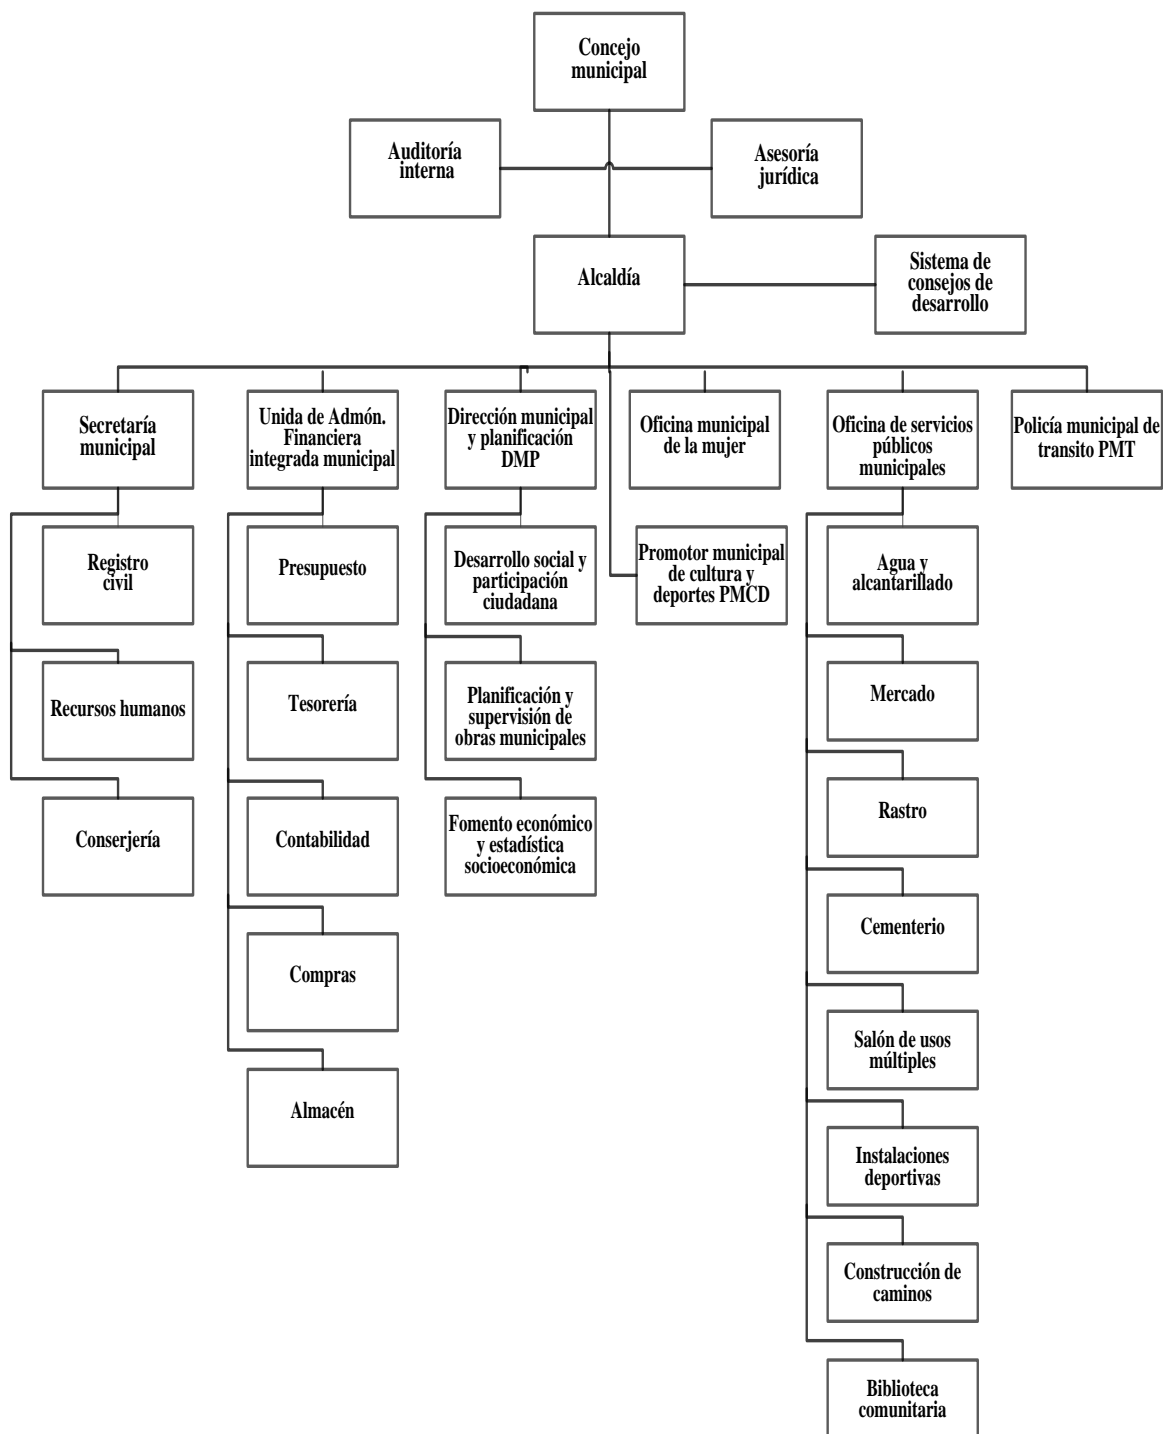 Concejo
municipal
Auditoría
interna
Asesoría
jurídica
Alcaldía
Sistema de
consejos de
desarrollo
Secretaría
municipal
Unida de Admón.
Financiera
integrada municipal
Dirección municipal
y planificación
DMP
Oficina municipal
de la mujer
Oficina de servicios
públicos
municipales
Policía municipal de
transito PMT
Registro
civil
Presupuesto
Desarrollo social y
participación
ciudadana
Promotor municipal
de cultura y
deportes PMCD
Agua y
alcantarillado
Recursos humanos
Tesorería
Planificación y
supervisión de
obras municipales
Mercado
Conserjería
Contabilidad
Fomento económico
y estadística
socioeconómica
Rastro
Compras
Cementerio
Almacén
Salón de usos
múltiples
Instalaciones
deportivas
Construcción de
caminos
Biblioteca
comunitaria